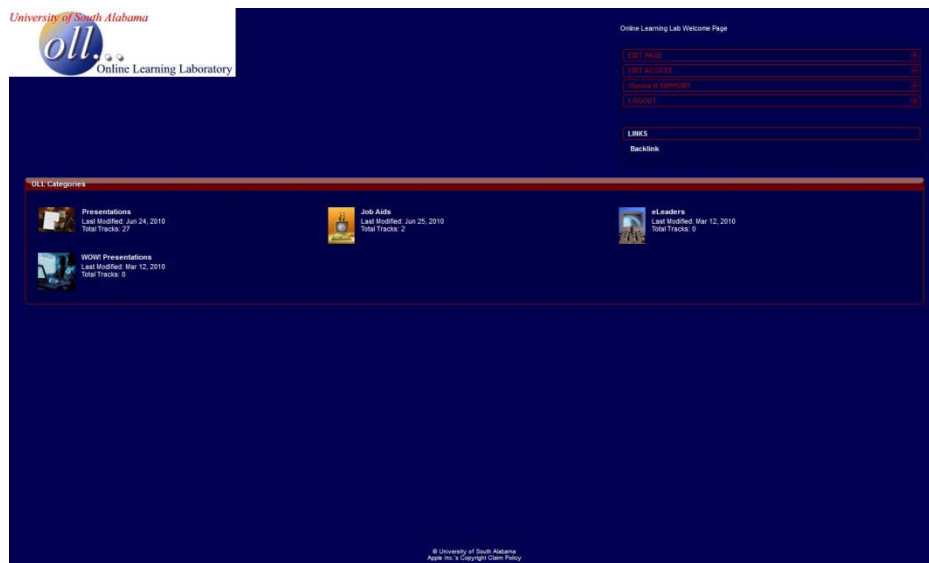 University of South Alabama
oll...
Online Learning Laboratory
Online Learning Lab Welcome Page
EDIT PAGE
EDIT ACCESS
iTunes U SUPPORT
LOGOUT
LINKS
Backlink
OLL Categories
Presentations
Last Modified: Jun 24, 2010
Total Tracks: 27
Job Aids
Last Modified: Jun 25, 2010
Total Tracks: 2
eLeaders
Last Modified: Mar 12, 2010
Total Tracks: 0
WOW! Presentations
Last Modified: Mar 12, 2010
Total Tracks: 0
© University of South Alabama
Apple Inc.'s Copyright Claim Policy